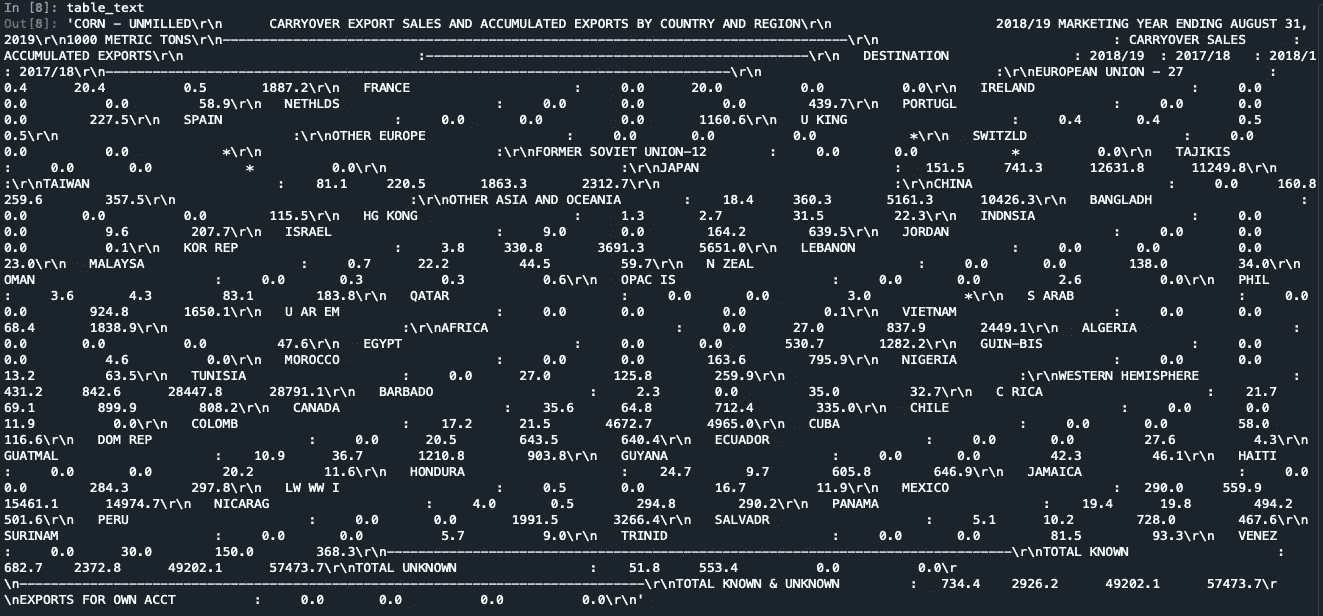 In [8]: table_text
Out[8]: 'CORN - UNMILLED\r\n      CARRYOVER EXPORT SALES AND ACCUMULATED EXPORTS BY COUNTRY AND REGION\r\n                     2018/19 MARKETING YEAR ENDING AUGUST 31,
2019\r\n1000 METRIC TONS\r\n--------------------------------------------------------------------------------\r\n                              : CARRYOVER SALES      :
ACCUMULATED EXPORTS\r\n                              :-------------------------------------------------\r\n   DESTINATION                : 2018/19  : 2017/18   : 2018/1
: 2017/18\r\n--------------------------------------------------------------------------------\r\n                              :\r\nEUROPEAN UNION - 27           :
0.4      20.4          0.5       1887.2\r\n   FRANCE                     :     0.0      20.0          0.0          0.0\r\n   IRELAND                    :     0.0       0.0
0.0          0.0         58.9\r\n   NETHLDS                    :     0.0       0.0          0.0        439.7\r\n   PORTUGL                    :     0.0       0.0
0.0        227.5\r\n   SPAIN                      :     0.0       0.0          0.0       1160.6\r\n   U KING                     :     0.4       0.4          0.5
0.5\r\n                              :\r\nOTHER EUROPE                  :     0.0       0.0          0.0            *\r\n   SWITZLD                    :     0.0
0.0          0.0            *\r\n                              :\r\nFORMER SOVIET UNION-12        :     0.0       0.0            *          0.0\r\n   TAJIKIS
:     0.0       0.0            *          0.0\r\n                              :\r\nJAPAN                         :   151.5     741.3      12631.8      11249.8\r\n
:\r\nTAIWAN                        :    81.1     220.5       1863.3       2312.7\r\n                              :\r\nCHINA                         :     0.0     160.8
259.6        357.5\r\n                              :\r\nOTHER ASIA AND OCEANIA        :    18.4     360.3       5161.3      10426.3\r\n   BANGLADH                   :
0.0       0.0          0.0        115.5\r\n   HG KONG                    :     1.3       2.7         31.5         22.3\r\n   INDNSIA                    :     0.0
0.0          9.6        207.7\r\n   ISRAEL                     :     9.0       0.0        164.2        639.5\r\n   JORDAN                     :     0.0       0.0
0.0          0.1\r\n   KOR REP                    :     3.8     330.8       3691.3       5651.0\r\n   LEBANON                    :     0.0       0.0          0.0
23.0\r\n   MALAYSA                    :     0.7      22.2         44.5         59.7\r\n   N ZEAL                     :     0.0       0.0        138.0         34.0\r\n
OMAN                       :     0.0       0.3          0.3          0.6\r\n   OPAC IS                    :     0.0       0.0          2.6          0.0\r\n   PHIL
:     3.6       4.3         83.1        183.8\r\n   QATAR                      :     0.0       0.0          3.0            *\r\n   S ARAB                     :     0.0
0.0        924.8       1650.1\r\n   U AR EM                    :     0.0       0.0          0.0          0.1\r\n   VIETNAM                    :     0.0       0.0
68.4       1838.9\r\n                              :\r\nAFRICA                        :     0.0      27.0        837.9       2449.1\r\n   ALGERIA                    :
0.0       0.0          0.0         47.6\r\n   EGYPT                      :     0.0       0.0        530.7       1282.2\r\n   GUIN-BIS                   :     0.0
0.0          4.6          0.0\r\n   MOROCCO                    :     0.0       0.0        163.6        795.9\r\n   NIGERIA                    :     0.0       0.0
13.2         63.5\r\n   TUNISIA                    :     0.0      27.0        125.8        259.9\r\n                              :\r\nWESTERN HEMISPHERE            :
431.2     842.6      28447.8      28791.1\r\n   BARBADO                    :     2.3       0.0         35.0         32.7\r\n   C RICA                     :    21.7
69.1        899.9        808.2\r\n   CANADA                     :    35.6      64.8        712.4        335.0\r\n   CHILE                      :     0.0       0.0
11.9          0.0\r\n   COLOMB                     :    17.2      21.5       4672.7       4965.0\r\n   CUBA                       :     0.0       0.0         58.0
116.6\r\n   DOM REP                    :     0.0      20.5        643.5        640.4\r\n   ECUADOR                    :     0.0       0.0         27.6          4.3\r\n
GUATMAL                    :    10.9      36.7       1210.8        903.8\r\n   GUYANA                     :     0.0       0.0         42.3         46.1\r\n   HAITI
:     0.0       0.0         20.2         11.6\r\n   HONDURA                    :    24.7       9.7        605.8        646.9\r\n   JAMAICA                    :     0.0
0.0        284.3        297.8\r\n   LW WW I                    :     0.5       0.0         16.7         11.9\r\n   MEXICO                     :   290.0     559.9
15461.1      14974.7\r\n   NICARAG                    :     4.0       0.5        294.8        290.2\r\n   PANAMA                     :    19.4      19.8        494.2
501.6\r\n   PERU                       :     0.0       0.0       1991.5       3266.4\r\n   SALVADR                    :     5.1      10.2        728.0        467.6\r\n
SURINAM                    :     0.0       0.0          5.7          9.0\r\n   TRINID                     :     0.0       0.0         81.5         93.3\r\n   VENEZ
:     0.0      30.0        150.0        368.3\r\n--------------------------------------------------------------------------------\r\nTOTAL KNOWN                   :
682.7    2372.8      49202.1      57473.7\r\nTOTAL UNKNOWN                 :    51.8     553.4          0.0          0.0\r
\n--------------------------------------------------------------------------------\r\nTOTAL KNOWN & UNKNOWN         :   734.4    2926.2      49202.1      57473.7\r
\nEXPORTS FOR OWN ACCT          :     0.0       0.0          0.0          0.0\r\n'